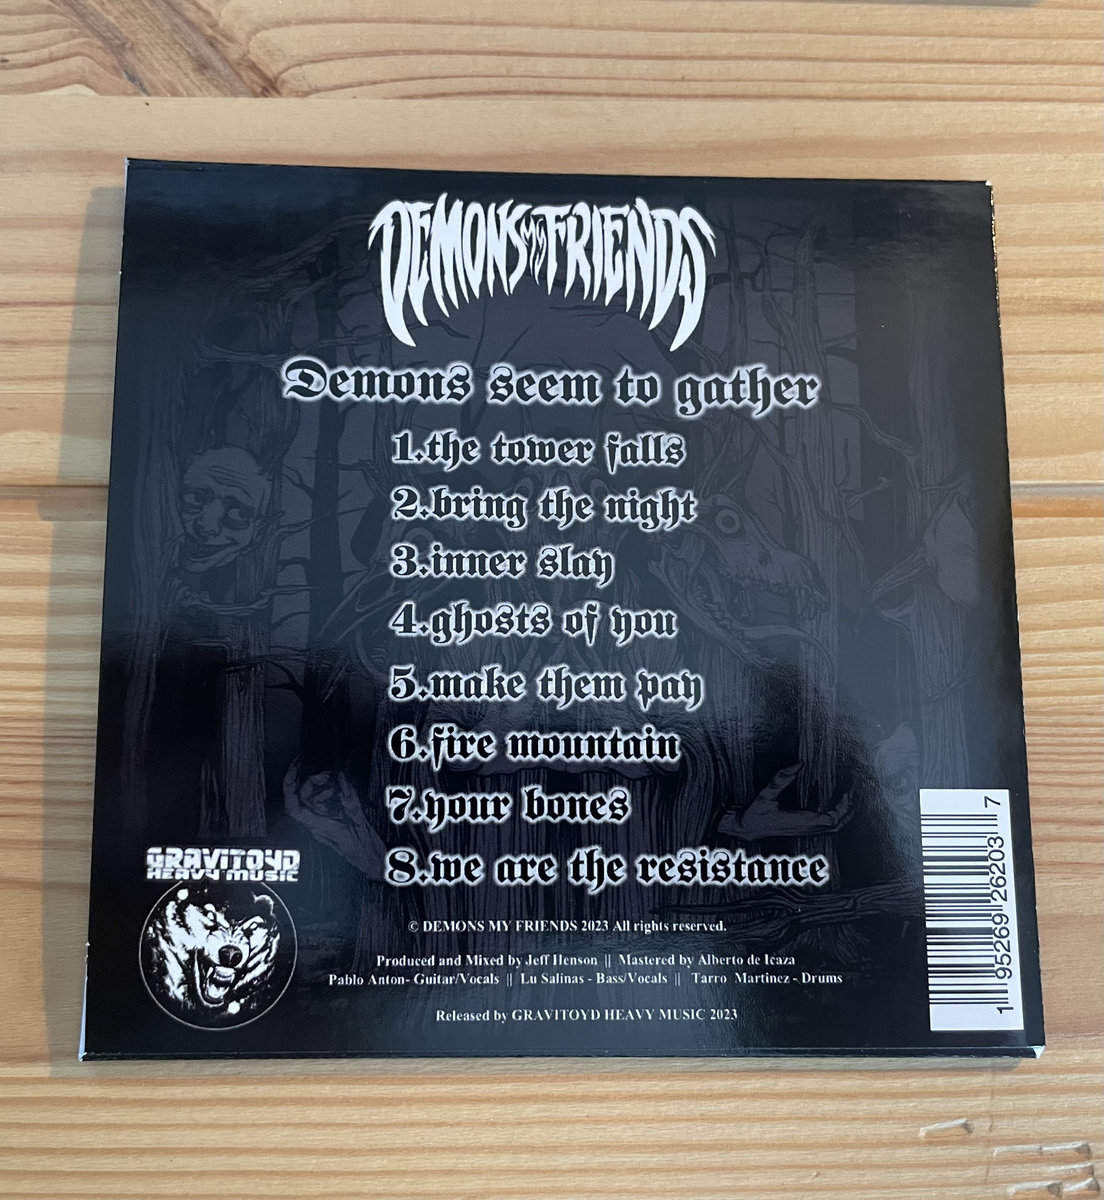 DEMONS MY FRIENDS
Demons seem to gather
1.the tower falls
2.bring the night
3.inner slay
4.ghosts of you
5.make them pay
6.fire mountain
7.your bones
8.we are the resistance
GRAVITOYD
HEAVY MUSIC
© DEMONS MY FRIENDS 2023 All rights reserved.
Produced and Mixed by Jeff Henson || Mastered by Alberto de Icaza
Pablo Anton- Guitar/Vocals || Lu Salinas - Bass/Vocals || Tarro Martinez - Drums
Released by GRAVITOYD HEAVY MUSIC 2023
1 95269 26203 7